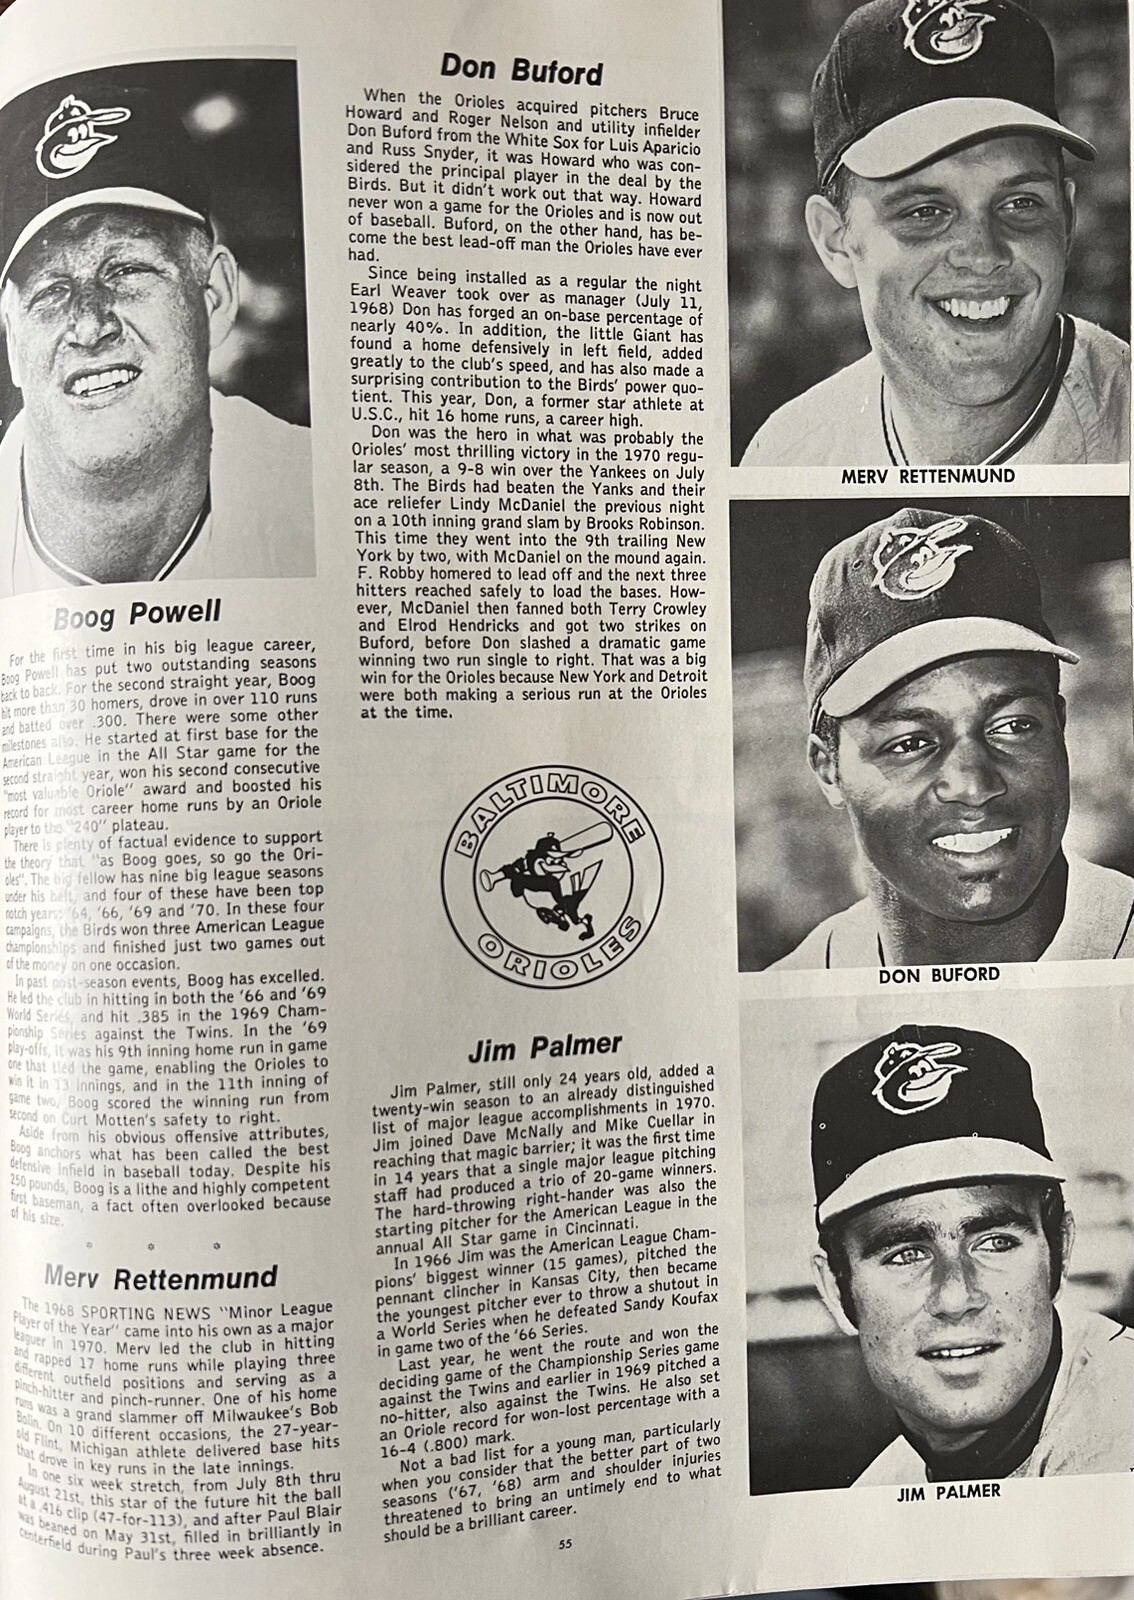 Boog Powell
For the first time in his big league career,
Boog Powell has put two outstanding seasons
back to back. For the second straight year, Boog
hit more than 30 homers, drove in over 110 runs
and batted over .300. There were some other
milestones also. He started at first base for the
American League in the All Star game for the
second straight year, won his second consecutive
"most valuable Oriole" award and boosted his
record for most career home runs by an Oriole
player to the "240" plateau.
There is plenty of factual evidence to support
the theory that "as Boog goes, so go the Ori-
oles". The big fellow has nine big league seasons
under his belt, and four of these have been top
notch years: '64, '66, '69 and '70. In these four
campaigns, the Birds won three American League
championships and finished just two games out
of the money on one occasion.
In past post-season events, Boog has excelled.
He led the club in hitting in both the '66 and '69
World Series, and hit .385 in the 1969 Cham-
pionship Series against the Twins. In the '69
play-offs, it was his 9th inning home run in game
one that tied the game, enabling the Orioles to
win it in 13 innings, and in the 11th inning of
game two, Boog scored the winning run from
second on Curt Motten's safety to right.
Aside from his obvious offensive attributes,
Boog anchors what has been called the best
defensive infield in baseball today. Despite his
250 pounds, Boog is a lithe and highly competent
first baseman, a fact often overlooked because
of his size.
Merv Rettenmund
The 1968 SPORTING NEWS "Minor League
Player of the Year" came into his own as a major
leaguer in 1970. Merv led the club in hitting
and rapped 17 home runs while playing three
different outfield positions and serving as a
pinch-hitter and pinch-runner. One of his home
runs was a grand slammer off Milwaukee's Bob
Bolin. On 10 different occasions, the 27-year-
old Flint, Michigan athlete delivered base hits
that drove in key runs in the late innings.
In one six week stretch, from July 8th thru
August 21st, this star of the future hit the ball
at a .416 clip (47-for-113), and after Paul Blair
was beaned on May 31st, filled in brilliantly in
centerfield during Paul's three week absence.
Don Buford
When the Orioles acquired pitchers Bruce
Howard and Roger Nelson and utility infielder
Don Buford from the White Sox for Luis Aparicio
and Russ Snyder, it was Howard who was con-
sidered the principal player in the deal by the
Birds. But it didn't work out that way. Howard
never won a game for the Orioles and is now out
of baseball. Buford, on the other hand, has be-
come the best lead-off man the Orioles have ever
had.
Since being installed as a regular the night
Earl Weaver took over as manager (July 11,
1968) Don has forged an on-base percentage of
nearly 40%. In addition, the little Giant has
found a home defensively in left field, added
greatly to the club's speed, and has also made a
surprising contribution to the Birds' power quo-
tient. This year, Don, a former star athlete at
U.S.C., hit 16 home runs, a career high.
Don was the hero in what was probably the
Orioles' most thrilling victory in the 1970 regu-
lar season, a 9-8 win over the Yankees on July
8th. The Birds had beaten the Yanks and their
ace reliefer Lindy McDaniel the previous night
on a 10th inning grand slam by Brooks Robinson.
This time they went into the 9th trailing New
York by two, with McDaniel on the mound again.
F. Robby homered to lead off and the next three
hitters reached safely to load the bases. How-
ever, McDaniel then fanned both Terry Crowley
and Elrod Hendricks and got two strikes on
Buford, before Don slashed a dramatic game
winning two run single to right. That was a big
win for the Orioles because New York and Detroit
were both making a serious run at the Orioles
at the time.
BALTIMORE
ORIOLES
Jim Palmer
Jim Palmer, still only 24 years old, added a
twenty-win season to an already distinguished
list of major league accomplishments in 1970.
Jim joined Dave McNally and Mike Cuellar in
reaching that magic barrier; it was the first time
in 14 years that a single major league pitching
staff had produced a trio of 20-game winners.
The hard-throwing right-hander was also the
starting pitcher for the American League in the
annual All Star game in Cincinnati.
In 1966 Jim was the American League Cham-
pions' biggest winner (15 games), pitched the
pennant clincher in Kansas City, then became
the youngest pitcher ever to throw a shutout in
a World Series when he defeated Sandy Koufax
in game two of the '66 Series.
Last year, he went the route and won the
deciding game of the Championship Series game
against the Twins and earlier in 1969 pitched a
no-hitter, also against the Twins. He also set
an Oriole record for won-lost percentage with a
16-4 (.800) mark.
Not a bad list for a young man, particularly
when you consider that the better part of two
seasons ('67, '68) arm and shoulder injuries
threatened to bring an untimely end to what
should be a brilliant career.
MERV RETTENMUND
DON BUFORD
JIM PALMER
55